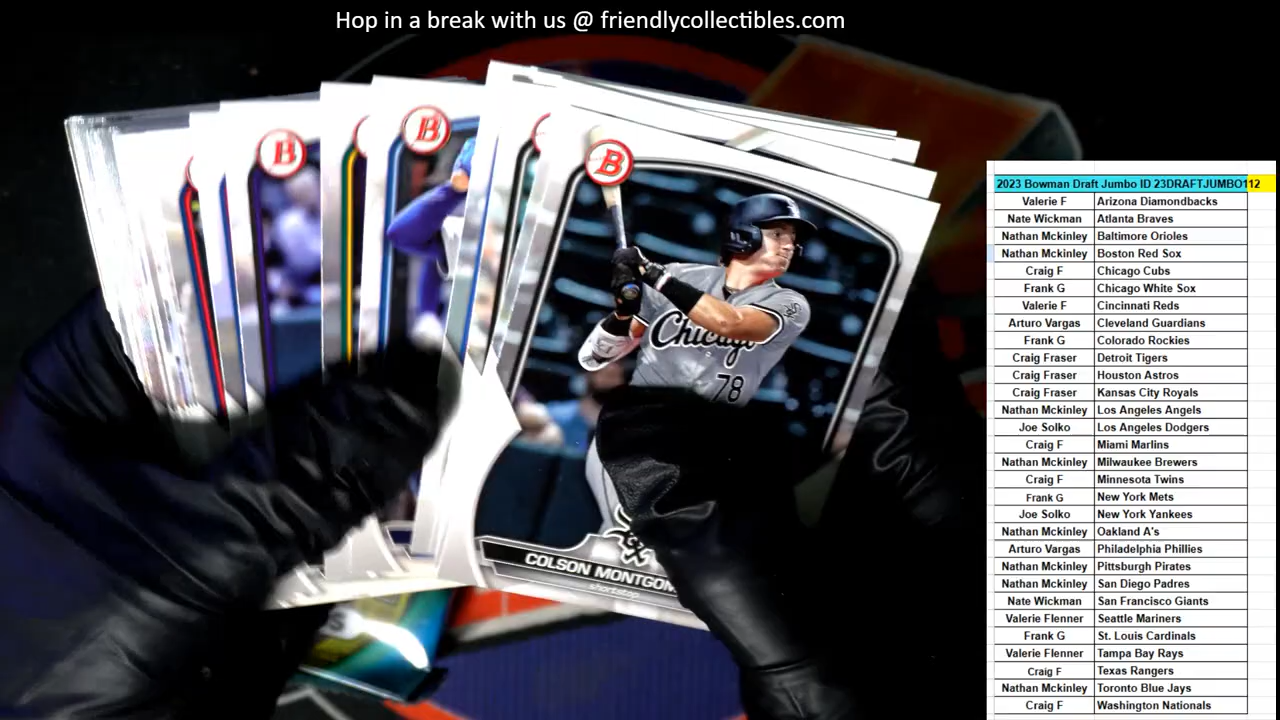 Hop in a break with us @ friendlycollectibles.com
B
B
B
Chicago
78
COLSON MONTGOM
shortstop
2023 Bowman Draft Jumbo ID 23DRAFTJUMBO112
Valerie F Arizona Diamondbacks
Nate Wickman Atlanta Braves
Nathan Mckinley Baltimore Orioles
Nathan Mckinley Boston Red Sox
Craig F Chicago Cubs
Frank G Chicago White Sox
Valerie F Cincinnati Reds
Arturo Vargas Cleveland Guardians
Frank G Colorado Rockies
Craig Fraser Detroit Tigers
Craig Fraser Houston Astros
Craig Fraser Kansas City Royals
Nathan Mckinley Los Angeles Angels
Joe Solko Los Angeles Dodgers
Craig F Miami Marlins
Nathan Mckinley Milwaukee Brewers
Craig F Minnesota Twins
Frank G New York Mets
Joe Solko New York Yankees
Nathan Mckinley Oakland A's
Arturo Vargas Philadelphia Phillies
Nathan Mckinley Pittsburgh Pirates
Nathan Mckinley San Diego Padres
Nate Wickman San Francisco Giants
Valerie Flenner Seattle Mariners
Frank G St. Louis Cardinals
Valerie Flenner Tampa Bay Rays
Craig F Texas Rangers
Nathan Mckinley Toronto Blue Jays
Craig F Washington Nationals